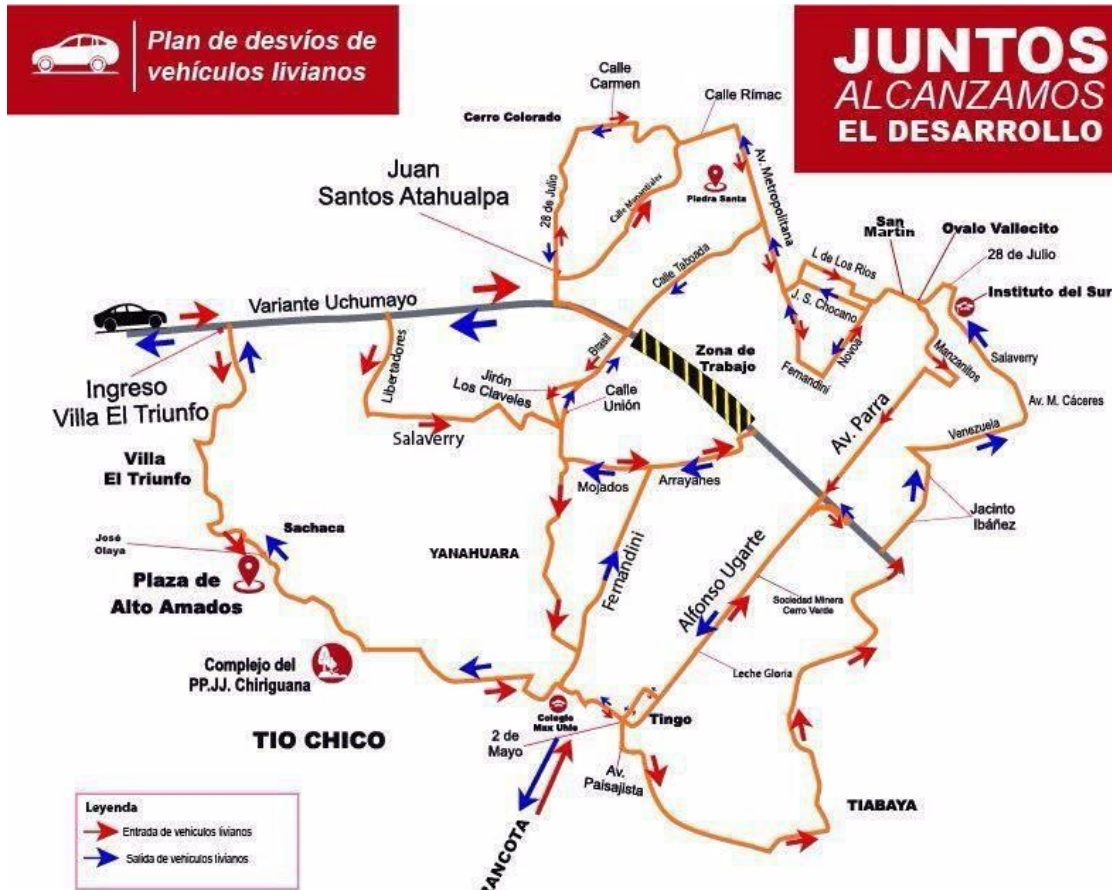 Plan de desvíos de
vehículos livianos
JUNTOS
ALCANZAMOS
EL DESARROLLO
Calle
Carmen
Calle Rímac
Cerro Colorado
Juan
Santos Atahualpa
28 de Julio
Calle Manantiales
Piedra Santa
Av. Metropolitana
San
Martín
Ovalo Vallecito
28 de Julio
L de Los Rios
Instituto del Sur
Calle Taboada
J. S. Chocano
Variante Uchumayo
Brasil
Zona de
Trabajo
Novoa
Fernandini
Manzanitos
Salaverry
Libertadores
Jirón
Los Claveles
Calle
Unión
Ingreso
Villa El Triunfo
Av. M. Cáceres
Av. Parra
Venezuela
Salaverry
Villa
El Triunfo
Mojados
Arrayanes
Jacinto
Ibáñez
Sachaca
José
Olaya
YANAHUARA
Plaza de
Alto Amados
Fernandini
Alfonso Ugarte
Sociedad Minera
Cerro Verde
Leche Gloria
Complejo del
PP.JJ. Chiriguana
Colegio
Max Uhle
Tingo
TIO CHICO
2 de
Mayo
Av.
Paisajista
TIABAYA
PANCOTA
Leyenda
Entrada de vehículos livianos
Salida de vehículos livianos